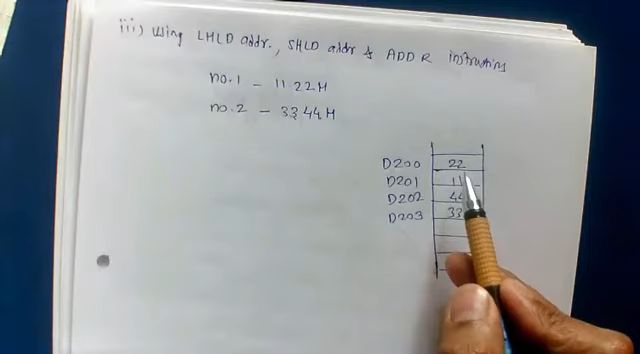 iii) using LHLD addr., SHLD addr & ADD R instructions
no.1 - 1122H
no.2 - 3344H
D200 22
D201 11
D202 44
D203 33